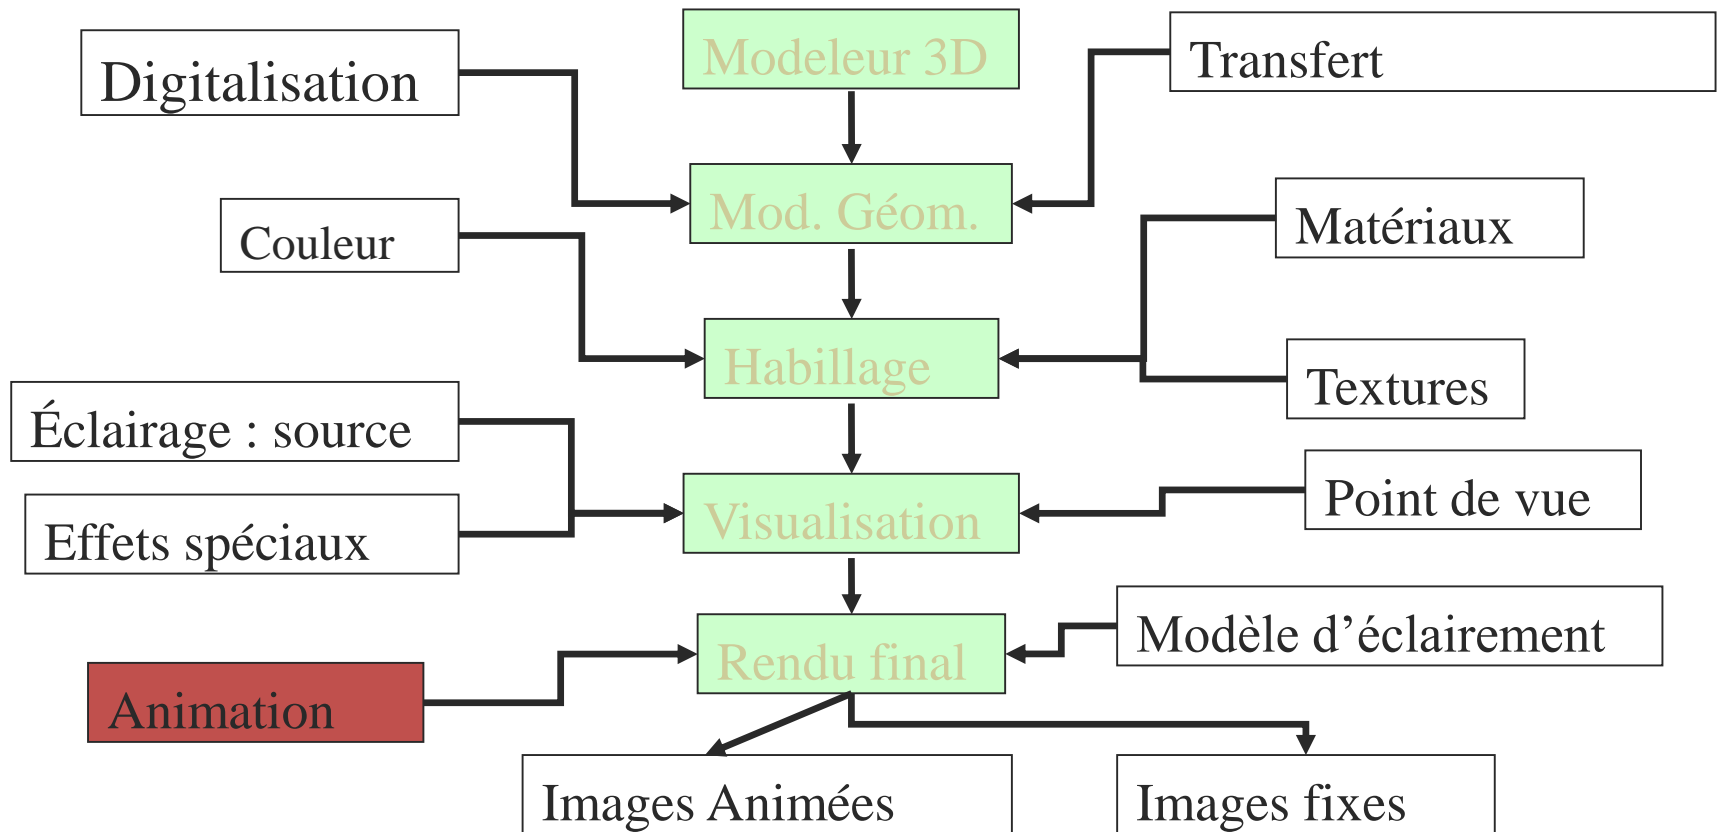 Modeleur 3D
Digitalisation
Transfert
Mod. Géom.
Couleur
Matériaux
Habillage
Textures
Éclairage : source
Visualisation
Point de vue
Effets spéciaux
Modèle d’éclairement
Rendu final
Animation
Images Animées
Images fixes